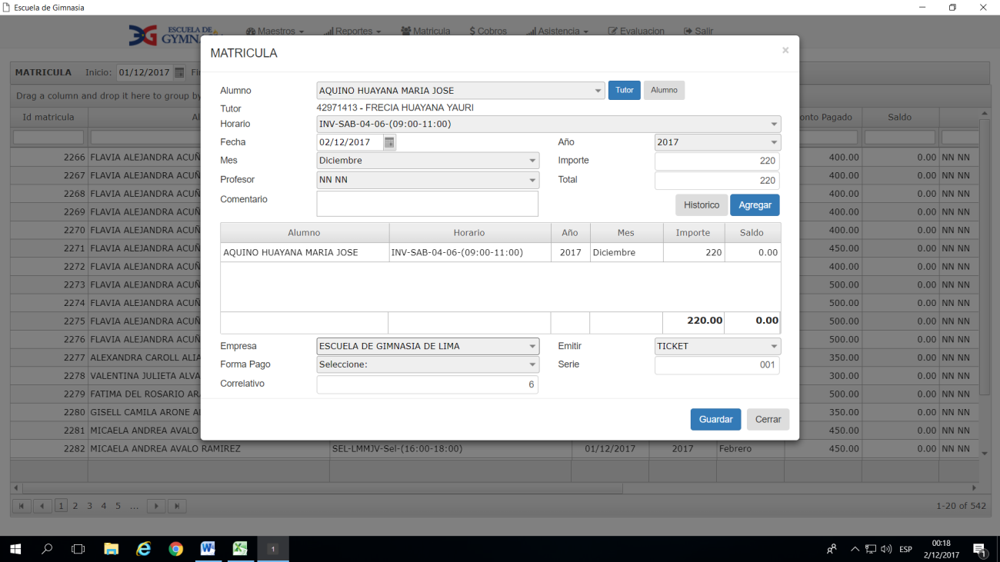 Escuela de Gimnasia
ESCUELA DE
Maestros Reportes Matricula $ Cobros Asistencia Evaluacion Salir
MATRICULA ×
MATRICULA Inicio: 01/12/2017
Drag a column and drop it here to group by
Id matricula Pagado Saldo
Alumno AQUINO HUAYANA MARIA JOSE Tutor Alumno
Tutor 42971413 - FRECIA HUAYANA YAURI
Horario INV-SAB-04-06-(09:00-11:00)
Fecha 02/12/2017 Año 2017
Mes Diciembre Importe 220
Profesor NN NN Total 220
Comentario
Historico Agregar
Alumno Horario Año Mes Importe Saldo
AQUINO HUAYANA MARIA JOSE INV-SAB-04-06-(09:00-11:00) 2017 Diciembre 220 0.00
220.00 0.00
Empresa ESCUELA DE GIMNASIA DE LIMA Emitir TICKET
Forma Pago Seleccione: Serie 001
Correlativo 6
Guardar Cerrar
2266 FLAVIA ALEJANDRA ACUÑ 400.00 0.00 NN NN
2267 FLAVIA ALEJANDRA ACUÑ 400.00 0.00 NN NN
2268 FLAVIA ALEJANDRA ACUÑ 400.00 0.00 NN NN
2269 FLAVIA ALEJANDRA ACUÑ 400.00 0.00 NN NN
2270 FLAVIA ALEJANDRA ACUÑ 400.00 0.00 NN NN
2271 FLAVIA ALEJANDRA ACUÑ 450.00 0.00 NN NN
2272 FLAVIA ALEJANDRA ACUÑ 400.00 0.00 NN NN
2273 FLAVIA ALEJANDRA ACUÑ 500.00 0.00 NN NN
2274 FLAVIA ALEJANDRA ACUÑ 500.00 0.00 NN NN
2275 FLAVIA ALEJANDRA ACUÑ 500.00 0.00 NN NN
2276 FLAVIA ALEJANDRA ACUÑ 500.00 0.00 NN NN
2277 ALEXANDRA CAROLL ALIA 350.00 0.00 NN NN
2278 VALENTINA JULIETA ALVA 300.00 0.00 NN NN
2279 FATIMA DEL ROSARIO AR 500.00 0.00 NN NN
2280 GISELL CAMILA ARONE A 350.00 0.00 NN NN
2281 MICAELA ANDREA AVALO 450.00 0.00 NN NN
2282 MICAELA ANDREA AVALO RAMIREZ SEL-LMMJV-Sel-(16:00-18:00) 01/12/2017 2017 Febrero 450.00 0.00 NN NN
1 2 3 4 5 ... 1-20 of 542
1 ESP 00:18
2/12/2017 1